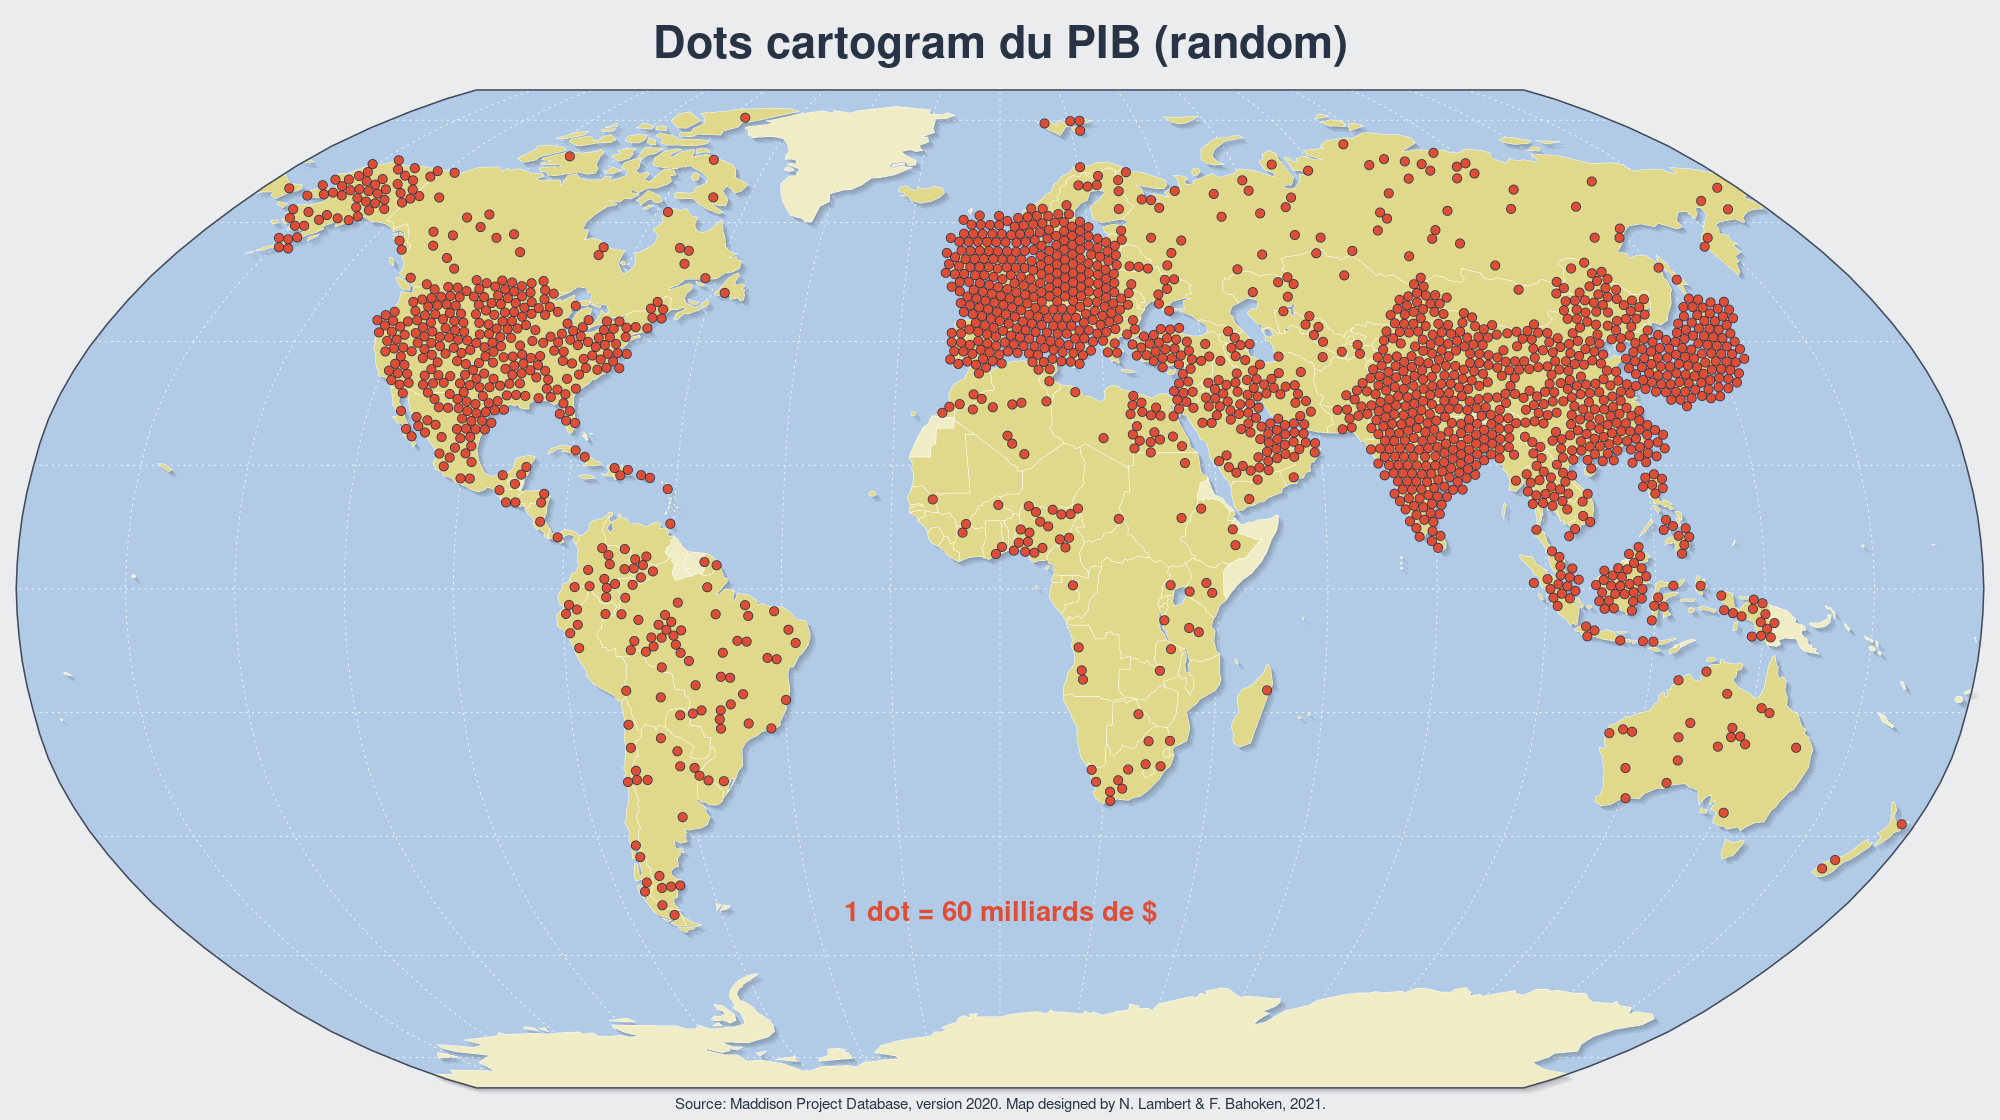 Dots cartogram du PIB (random)
1 dot = 60 milliards de $
Source: Maddison Project Database, version 2020. Map designed by N. Lambert & F. Bahoken, 2021.